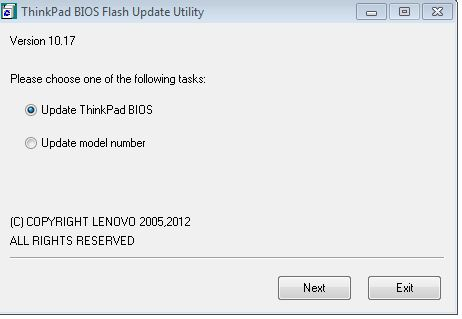 ThinkPad BIOS Flash Update Utility
Version 10.17
Please choose one of the following tasks:
Update ThinkPad BIOS
Update model number
(C) COPYRIGHT LENOVO 2005,2012
ALL RIGHTS RESERVED
Next
Exit